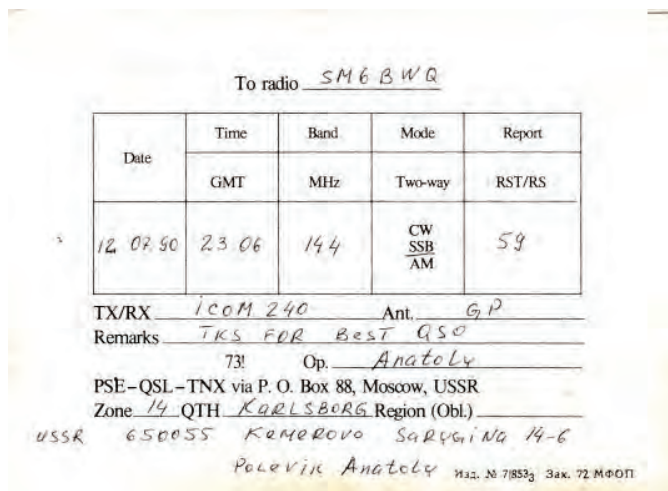 To radio SM6BWQ
Date Time Band Mode Report
GMT MHz Two-way RST/RS
12 07 90 23.06 144 CW SSB AM 59
TX/RX ICOM 240 Ant. GP
Remarks TKS FOR BEST QSO
73! Op. Anatoly
PSE–QSL–TNX via P. O. Box 88, Moscow, USSR
Zone 14 QTH KARLSBORG Region (Obl.)
USSR 650055 KEMEROVO SARYGINA 14-6
POLEVIK Anatoly Изд. № 7/853з Зак. 72 МФОП